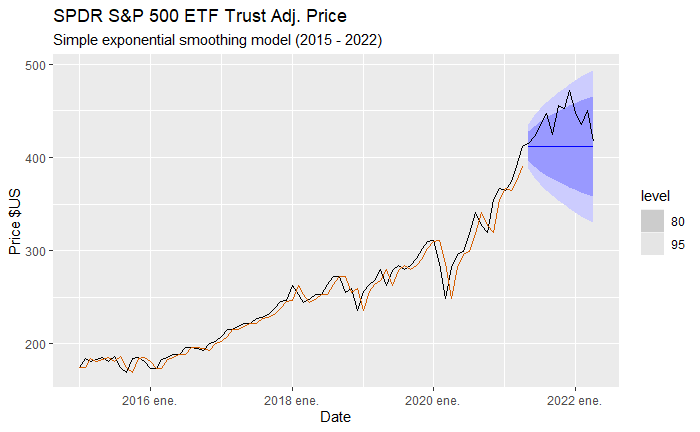 SPDR S&P 500 ETF Trust Adj. Price
Simple exponential smoothing model (2015 - 2022)
500
400
300
200
Price $US
2016 ene.
2018 ene.
2020 ene.
2022 ene.
Date
level
80
95